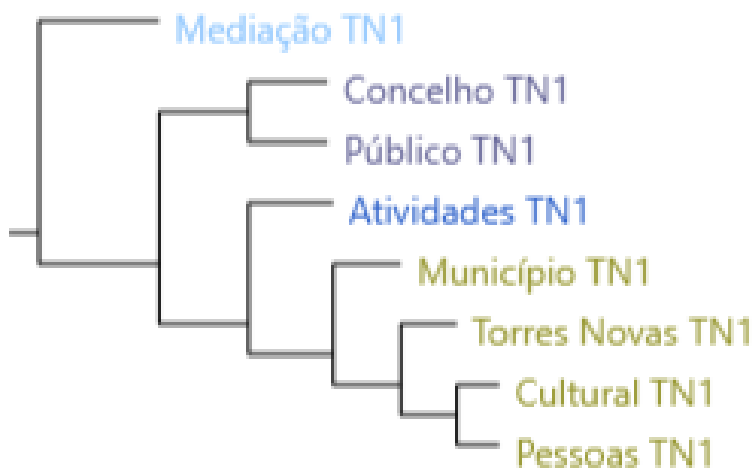 Mediação TN1
Concelho TN1
Público TN1
Atividades TN1
Município TN1
Torres Novas TN1
Cultural TN1
Pessoas TN1